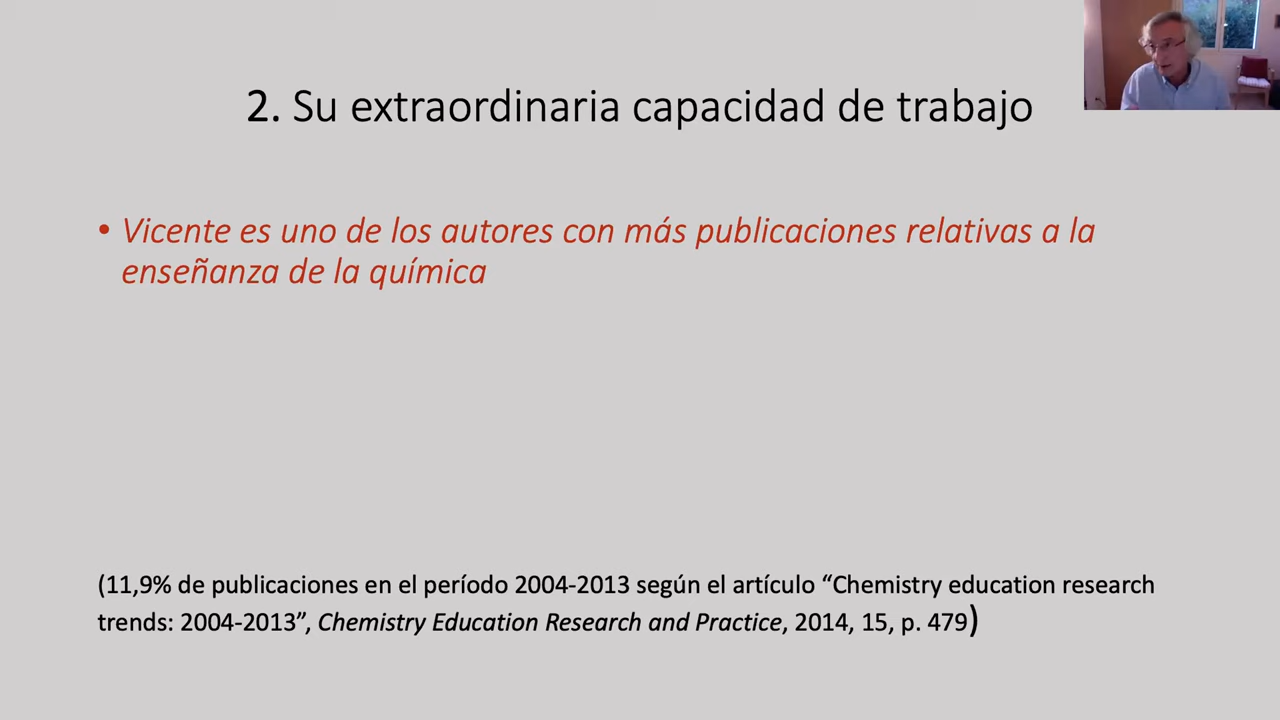 2. Su extraordinaria capacidad de trabajo
• Vicente es uno de los autores con más publicaciones relativas a la
enseñanza de la química
(11,9% de publicaciones en el período 2004-2013 según el artículo “Chemistry education research
trends: 2004-2013”, Chemistry Education Research and Practice, 2014, 15, p. 479)